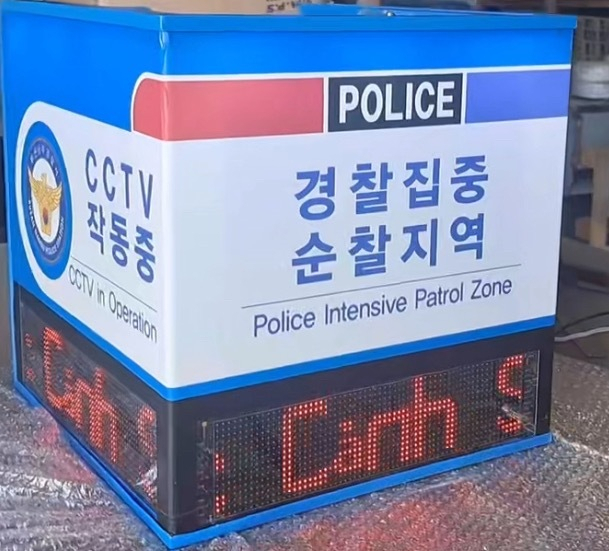 CCTV
작동중
CCTV in Operation
POLICE
경찰집중
순찰지역
Police Intensive Patrol Zone
Canh
: Cảnh S